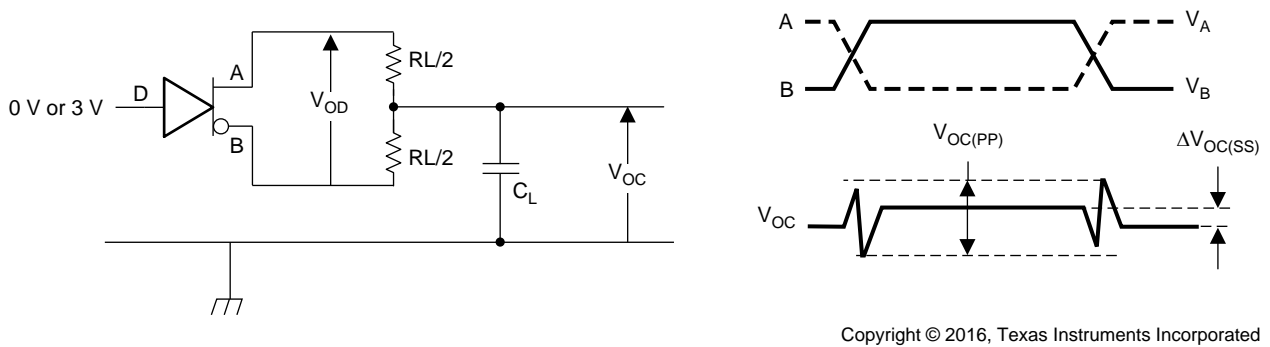 0 V or 3 V
D
A
B
V_OD
RL/2
RL/2
C_L
V_OC
A
B
V_A
V_B
V_OC(PP)
ΔV_OC(SS)
V_OC
Copyright © 2016, Texas Instruments Incorporated